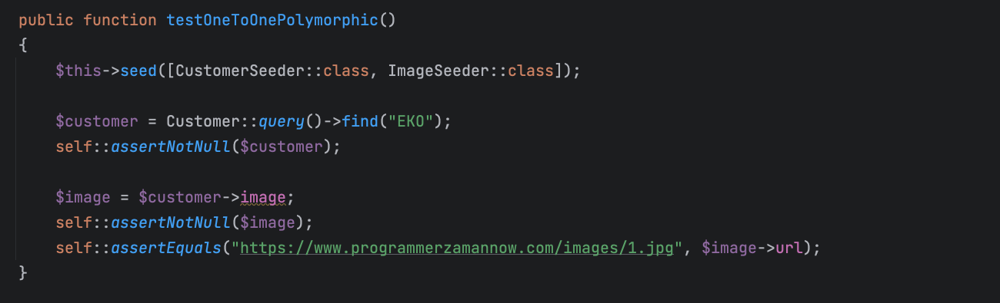 public function testOneToOnePolymorphic()
{
    $this->seed([CustomerSeeder::class, ImageSeeder::class]);

    $customer = Customer::query()->find("EKO");
    self::assertNotNull($customer);

    $image = $customer->image;
    self::assertNotNull($image);
    self::assertEquals("https://www.programmerzamannow.com/images/1.jpg", $image->url);
}